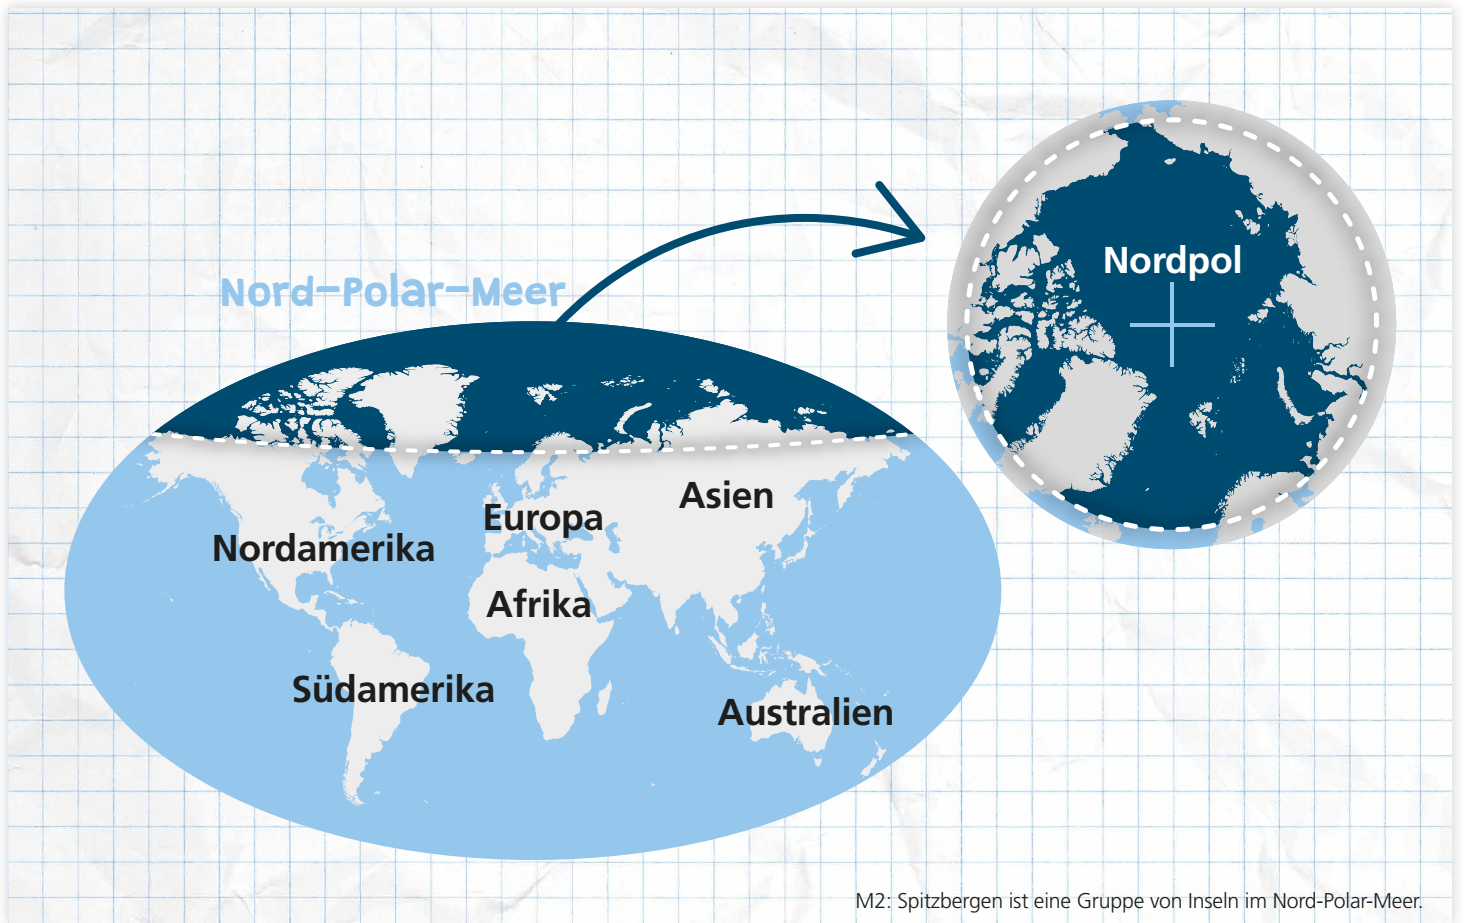 Nordpol
Nord-Polar-Meer
Asien
Europa
Nordamerika
Afrika
Südamerika
Australien
M2: Spitzbergen ist eine Gruppe von Inseln im Nord-Polar-Meer.